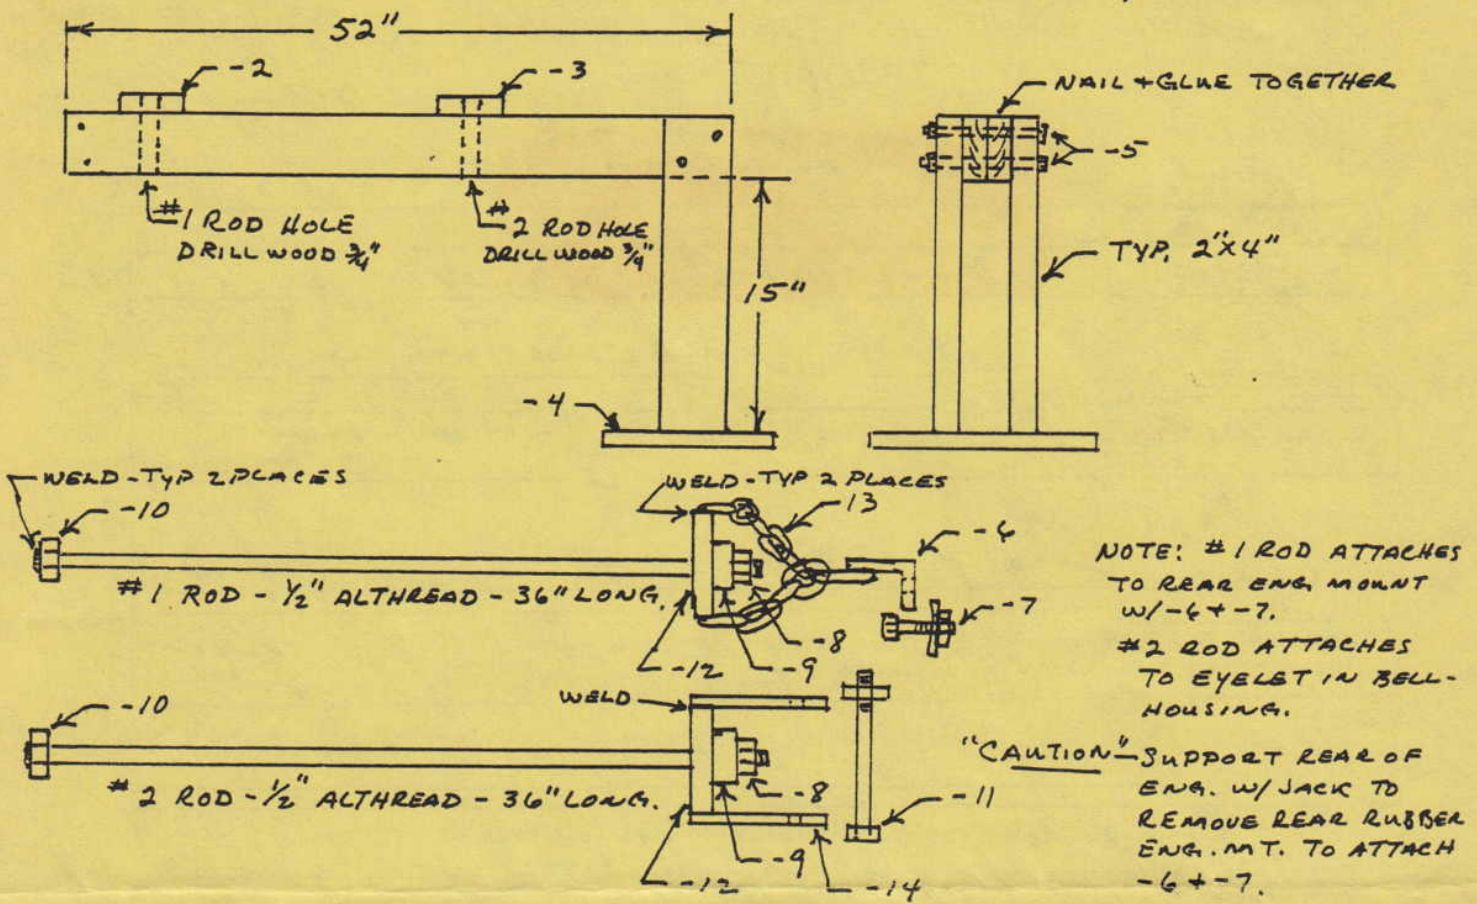 52"
-2
-3
NAIL + GLUE TOGETHER
-5
#1 ROD HOLE
DRILL WOOD 3/4"
#2 ROD HOLE
DRILL WOOD 3/4"
TYP. 2"X4"
15"
-4
WELD-TYP 2 PLACES
-10
#1 ROD - 1/2" ALTHREAD - 36" LONG.
WELD-TYP 2 PLACES
-13
-6
-7
-8
-9
-12
NOTE: #1 ROD ATTACHES
TO REAR ENG MOUNT
W/-6 + -7.
#2 ROD ATTACHES
TO EYELET IN BELL-
HOUSING.
-10
#2 ROD - 1/2" ALTHREAD - 36" LONG.
WELD
-8
-9
-12
-14
-11
"CAUTION" - SUPPORT REAR OF
ENG. W/ JACK TO
REMOVE REAR RUBBER
ENG. MT. TO ATTACH
-6 + -7.